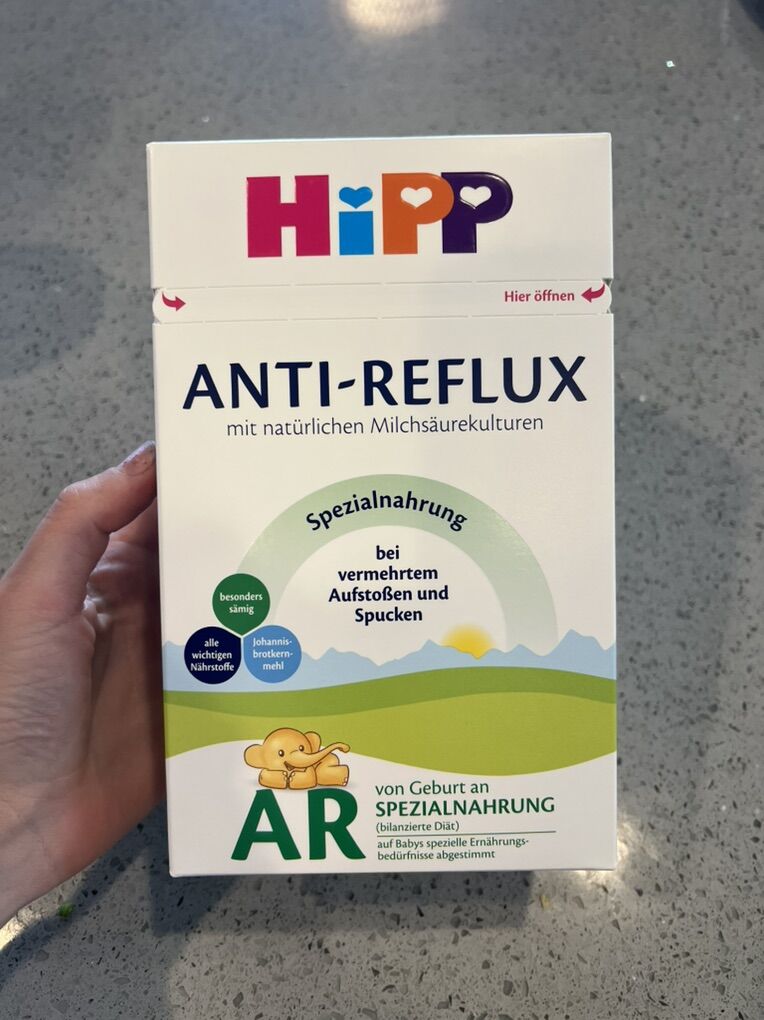 HiPP
Hier öffnen
ANTI-REFLUX
mit natürlichen Milchsäurekulturen
Spezialnahrung
bei
vermehrtem
Aufstoßen und
Spucken
besonders
sämig
alle
wichtigen
Nährstoffe
Johannis-
brotkern-
mehl
AR
von Geburt an
SPEZIALNAHRUNG
(bilanzierte Diät)
auf Babys spezielle Ernährungs-
bedürfnisse abgestimmt